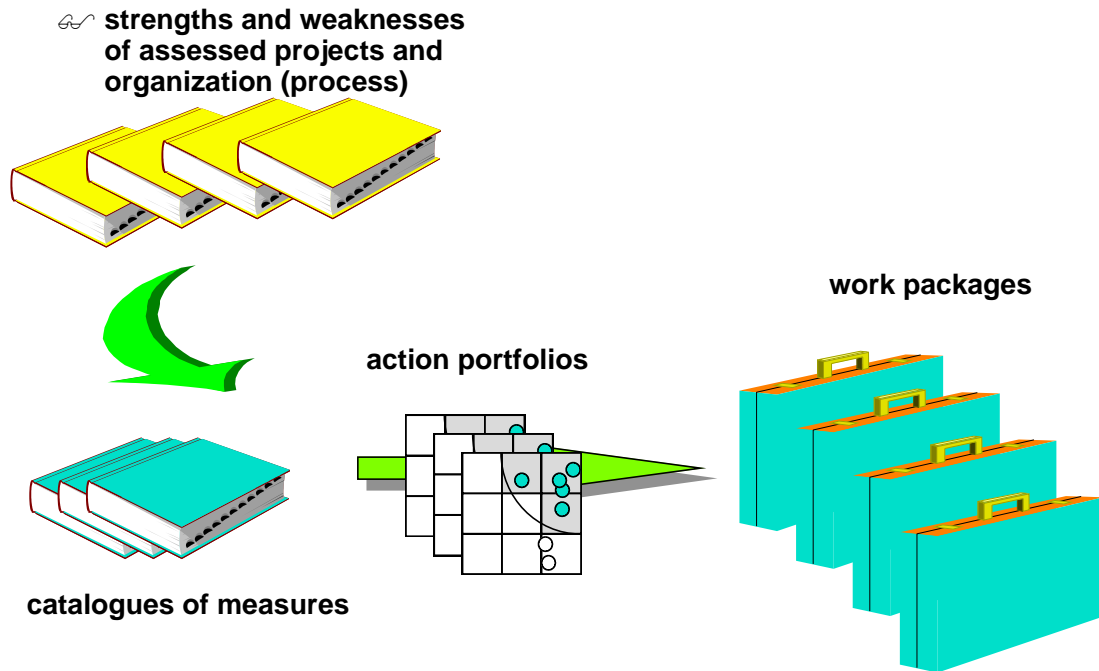 strengths and weaknesses
of assessed projects and
organization (process)
work packages
action portfolios
catalogues of measures